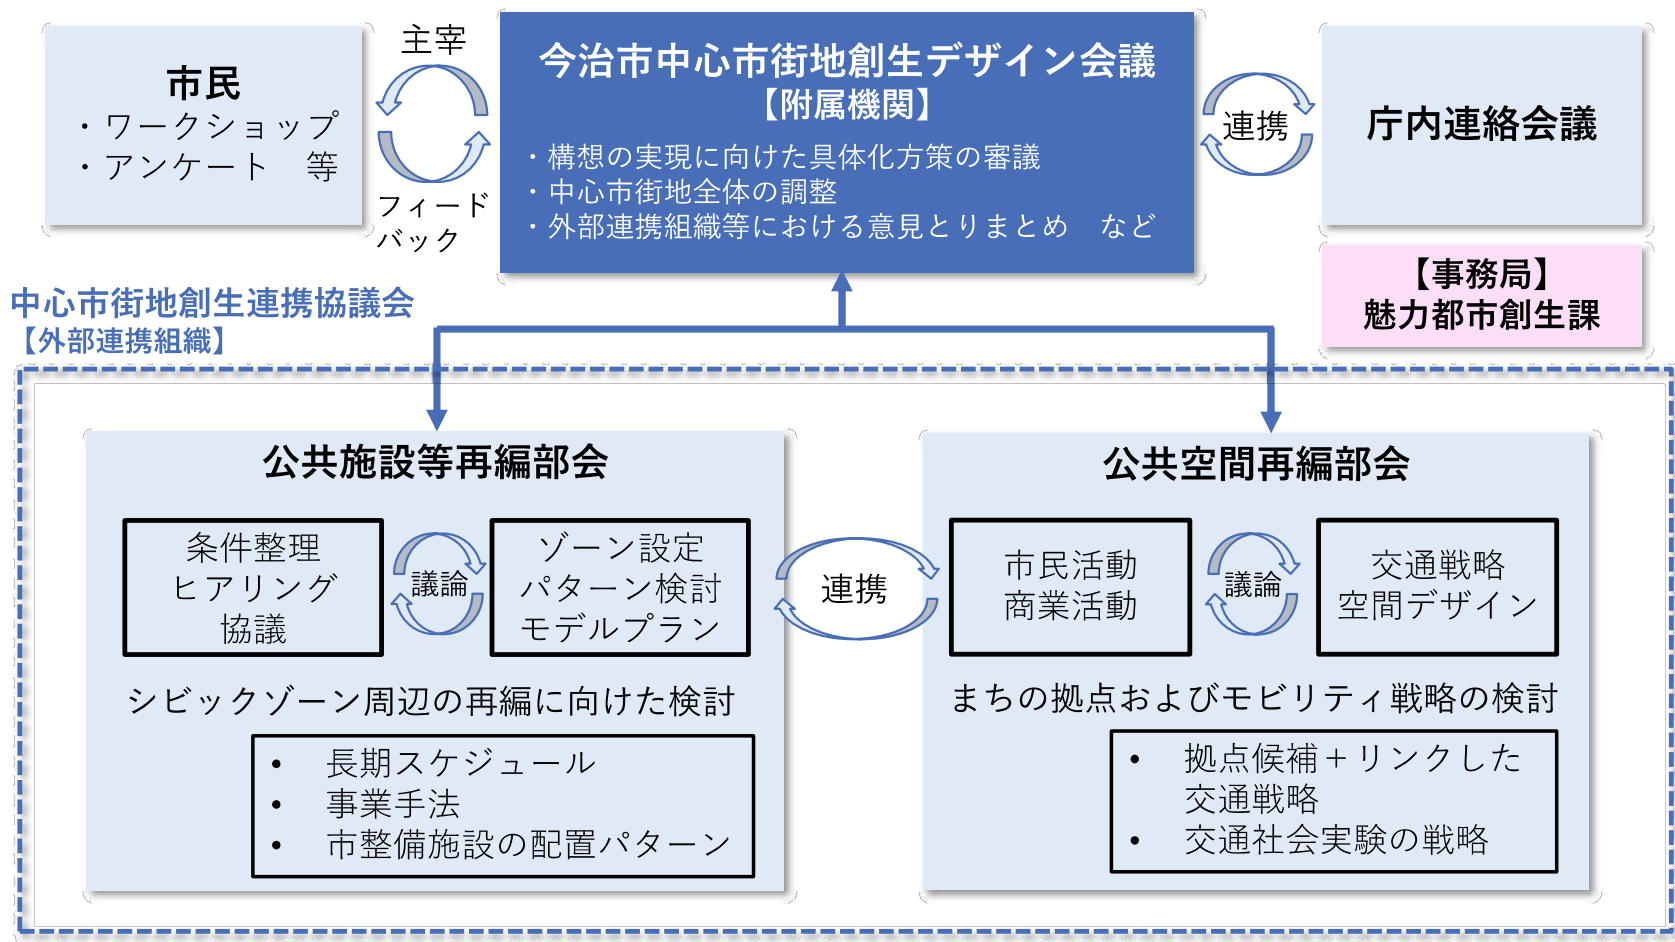 市民
・ワークショップ
・アンケート　等
主宰
フィード
バック
今治市中心市街地創生デザイン会議
【附属機関】
・構想の実現に向けた具体化方策の審議
・中心市街地全体の調整
・外部連携組織等における意見とりまとめ　など
連携
庁内連絡会議
【事務局】
魅力都市創生課
中心市街地創生連携協議会
【外部連携組織】
公共施設等再編部会
条件整理
ヒアリング
協議
議論
ゾーン設定
パターン検討
モデルプラン
シビックゾーン周辺の再編に向けた検討
• 長期スケジュール
• 事業手法
• 市整備施設の配置パターン
連携
公共空間再編部会
市民活動
商業活動
議論
交通戦略
空間デザイン
まちの拠点およびモビリティ戦略の検討
• 拠点候補＋リンクした
交通戦略
• 交通社会実験の戦略